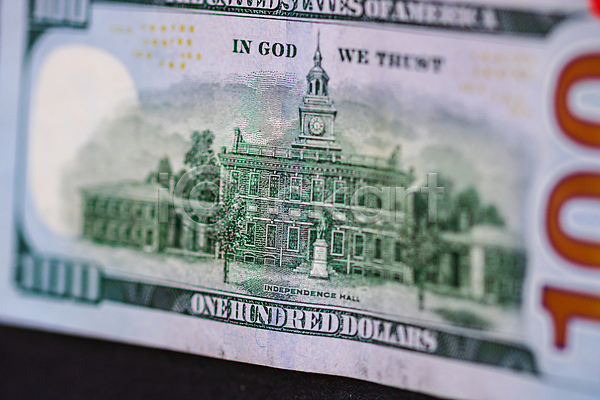 THE UNITED STATES OF AMERICA
IN GOD WE TRUST
100
INDEPENDENCE HALL
ONE HUNDRED DOLLARS
100